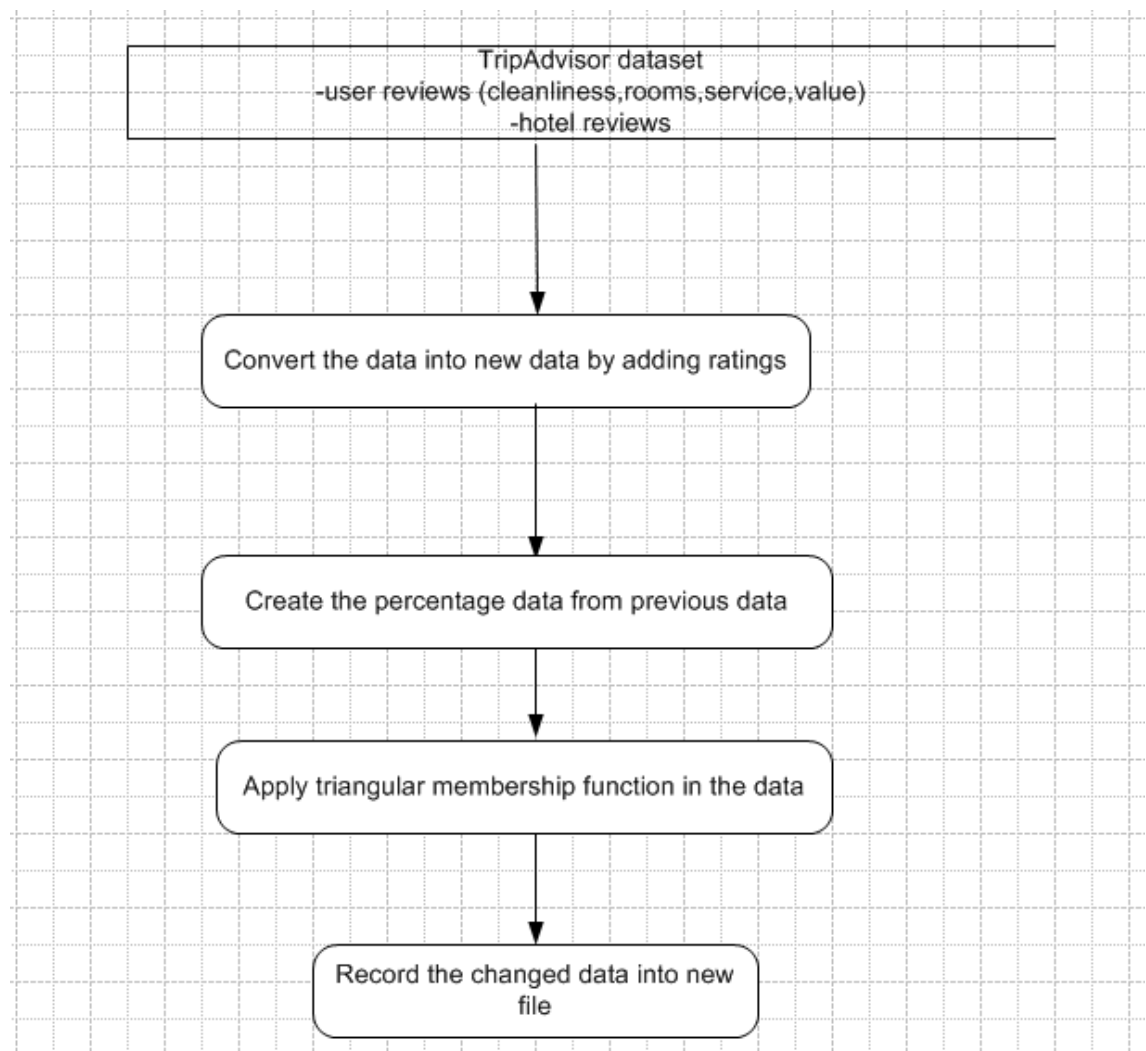 TripAdvisor dataset
-user reviews (cleanliness,rooms,service,value)
-hotel reviews
Convert the data into new data by adding ratings
Create the percentage data from previous data
Apply triangular membership function in the data
Record the changed data into new
file